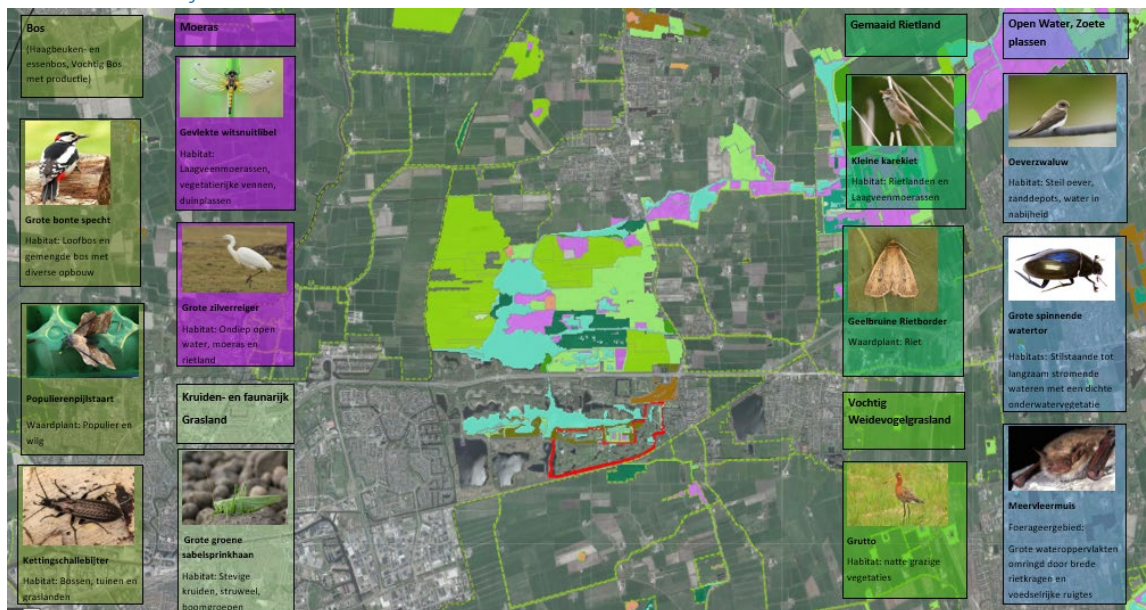 Bos
(Haagbeuken- en
essenbos, Vochtig Bos
met productie)
Grote bonte specht
Habitat: Loofbos en
gemengde bos met
diverse opbouw
Populierenpijlstaart
Waardplant: Populier en
wilg
Kettingschallebijter
Habitat: Bossen, tuinen en
graslanden
Moeras
Gevlekte witsnuitlibel
Habitat:
Laagveenmoerassen,
vegetatierijke vennen,
duinplassen
Grote zilverreiger
Habitat: Ondiep open
water, moeras en
rietland
Kruiden- en faunarijk
Grasland
Grote groene
sabelsprinkhaan
Habitat: Stevige
kruiden, struweel,
boomgroepen
Gemaaid Rietland
Kleine karekiet
Habitat: Rietlanden en
Laagveenmoerassen
Geelbruine Rietborder
Waardplant: Riet
Vochtig
Weidevogelgrasland
Grutto
Habitat: natte grazige
vegetaties
Open Water, Zoete
plassen
Oeverzwaluw
Habitat: Steil oever,
zanddepots, water in
nabijheid
Grote spinnende
watertor
Habitats: Stilstaande tot
langzaam stromende
wateren met een dichte
onderwatervegetatie
Meervleermuis
Foerageergebied:
Grote wateroppervlakten
omringd door brede
rietkragen en
voedselrijke ruigtes